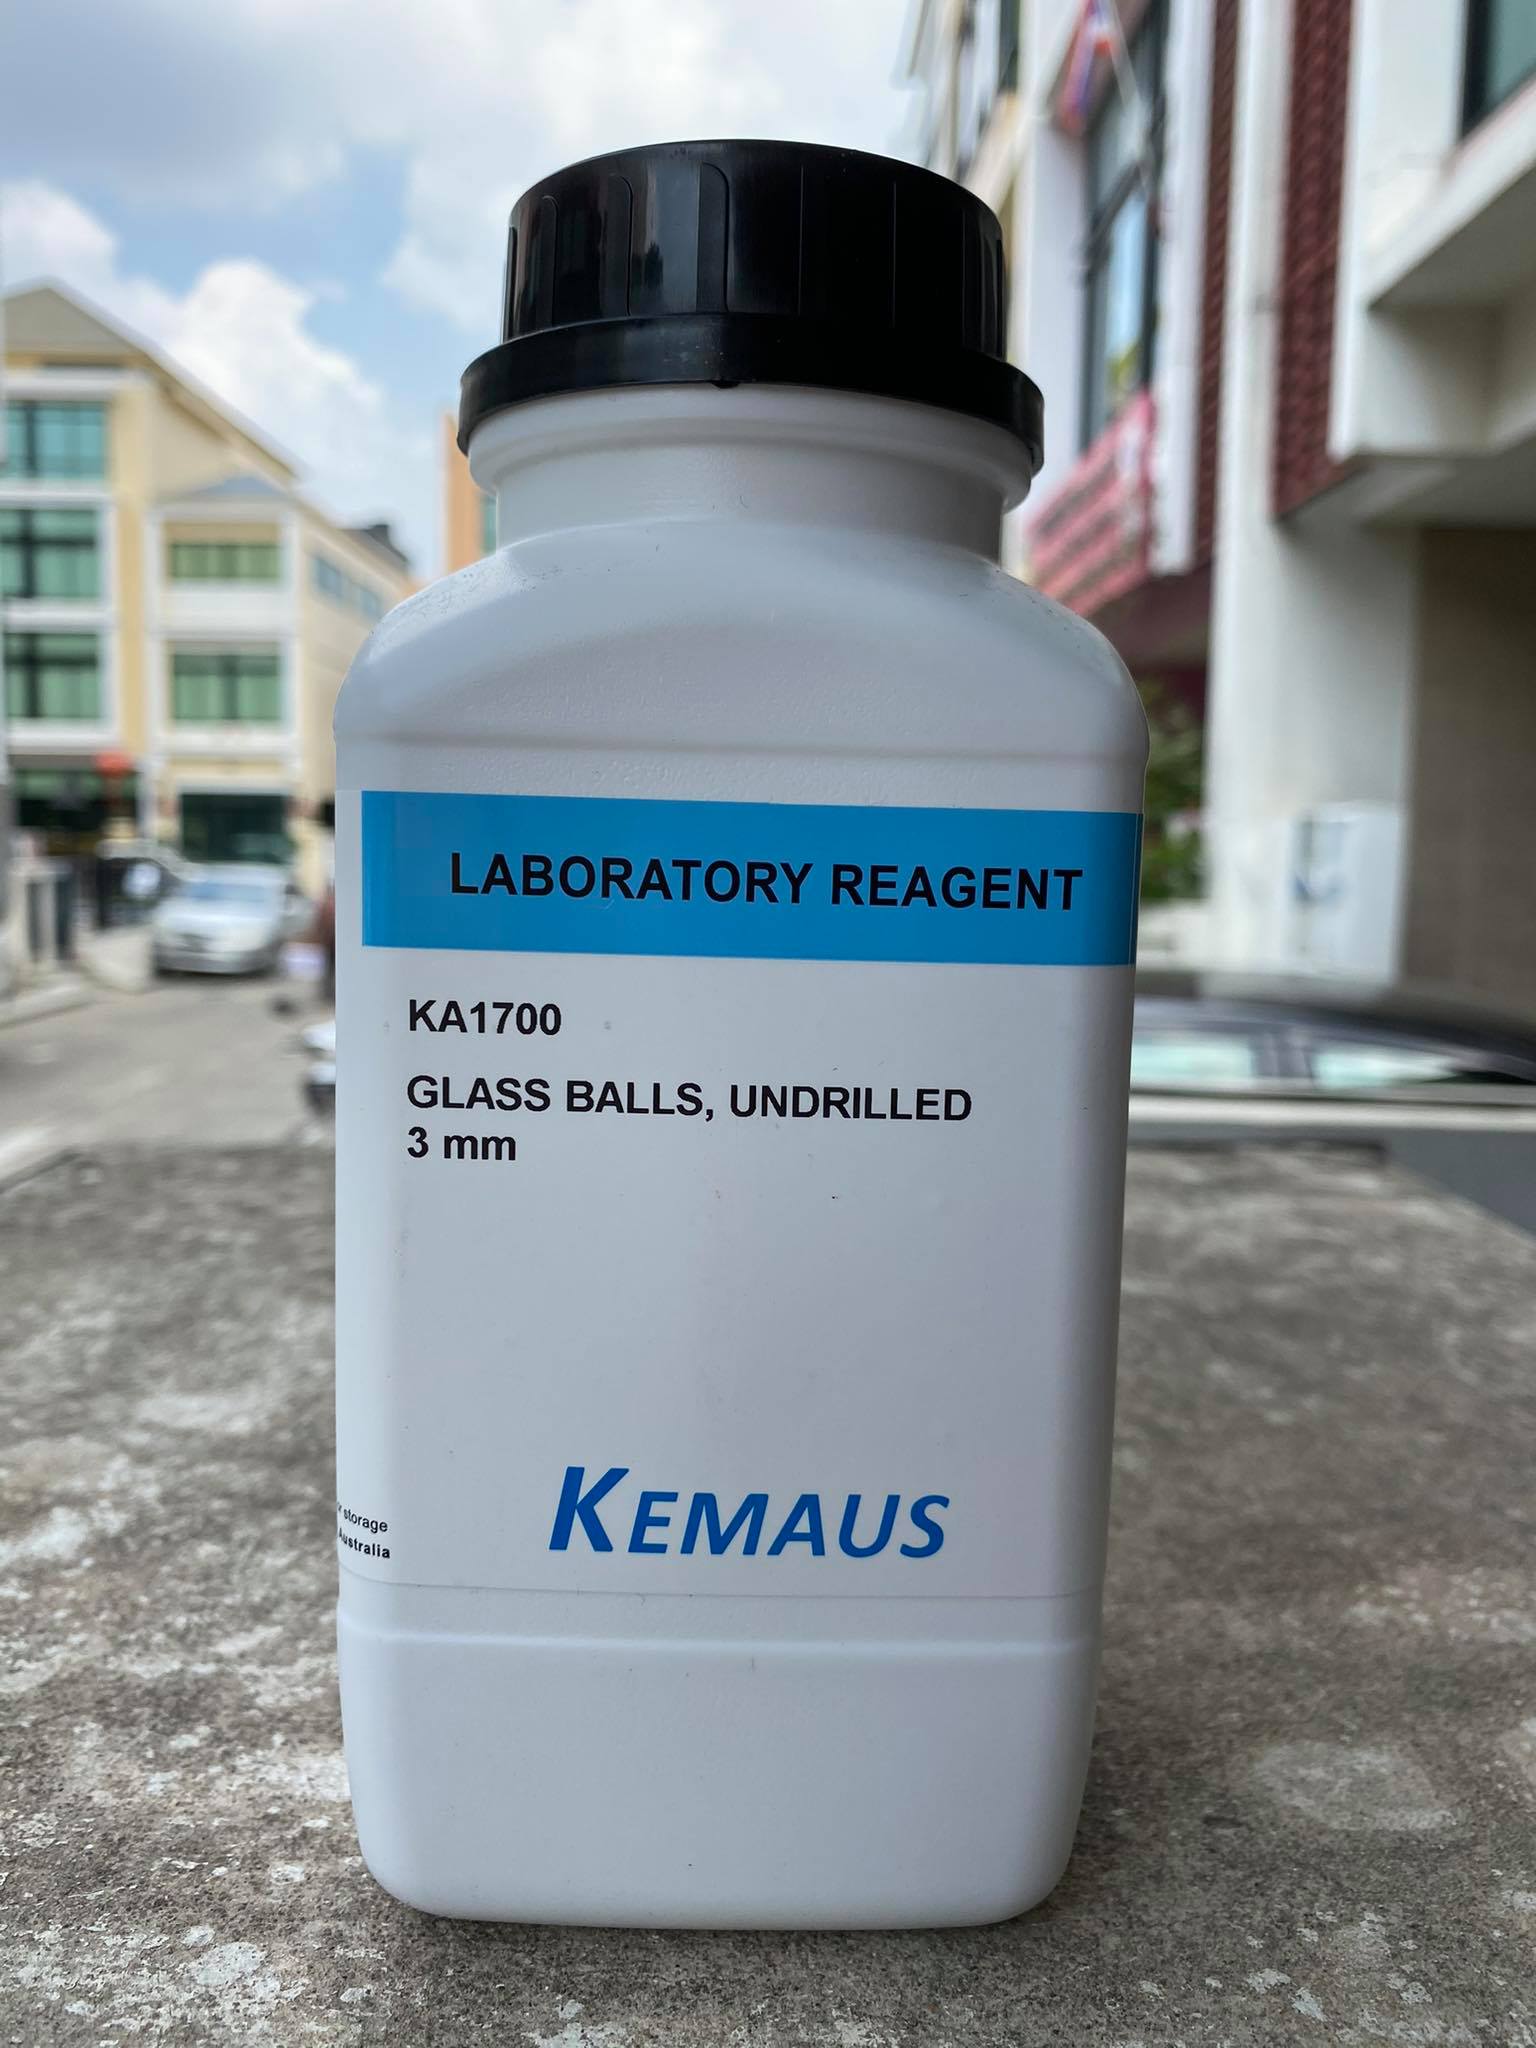 LABORATORY REAGENT
KA1700
GLASS BALLS, UNDRILLED
3 mm
KEMAUS
storage
Australia